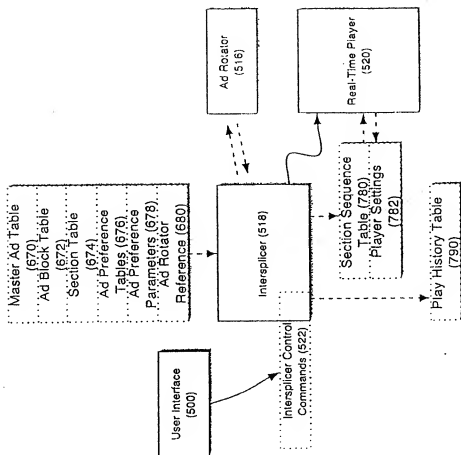 Master Ad Table
(670)
Ad Block Table
(672)
Section Table
(674)
Ad Preference
Tables (676)
Ad Preference
Parameters (678)
Ad Rotator
Reference (680)
Ad Rotator
(516)
User Interface
(500)
Intersplicer (518)
Intersplicer Control
Commands (522)
Real-Time Player
(520)
Section Sequence
Table (780)
Player Settings
(782)
Play History Table
(790)